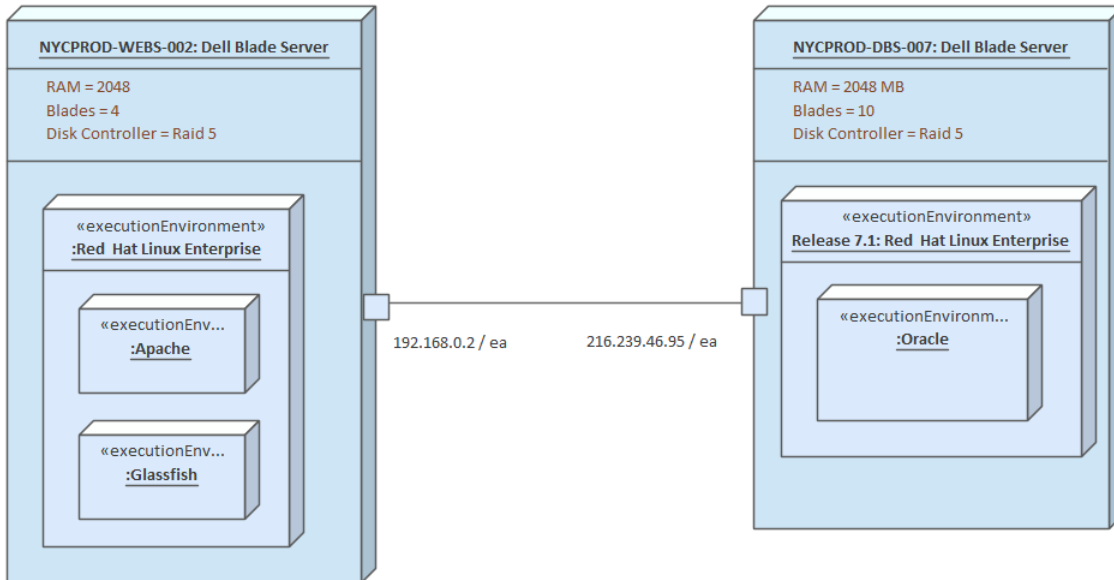 NYCPROD-WEBS-002: Dell Blade Server
RAM = 2048
Blades = 4
Disk Controller = Raid 5
«executionEnvironment»
:Red Hat Linux Enterprise
«executionEnv...
:Apache
«executionEnv...
:Glassfish
192.168.0.2 / ea
216.239.46.95 / ea
NYCPROD-DBS-007: Dell Blade Server
RAM = 2048 MB
Blades = 10
Disk Controller = Raid 5
«executionEnvironment»
Release 7.1: Red Hat Linux Enterprise
«executionEnvironm...
:Oracle